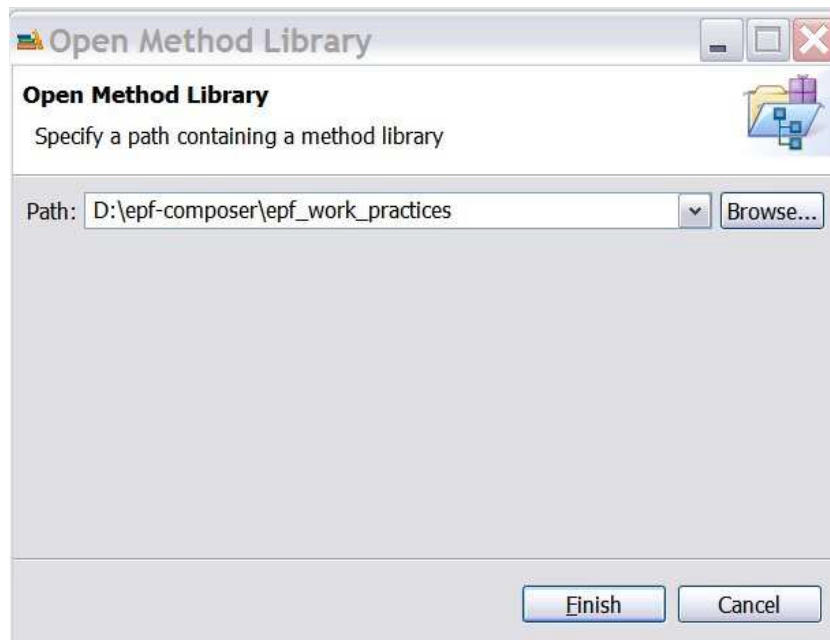 Open Method Library
Open Method Library
Specify a path containing a method library
Path: D:\epf-composer\epf_work_practices Browse...
Finish Cancel